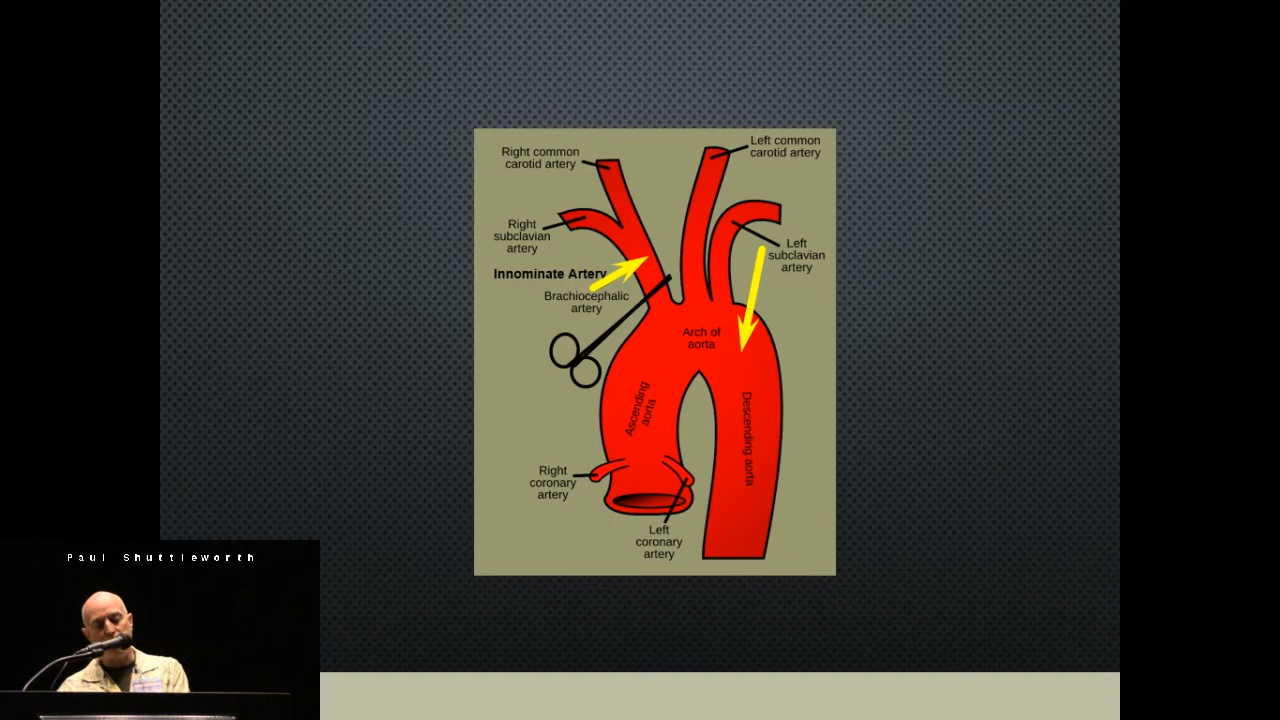 Right common
carotid artery
Left common
carotid artery
Right
subclavian
artery
Left
subclavian
artery
Innominate Artery
Brachiocephalic
artery
Arch of
aorta
Ascending
aorta
Descending aorta
Right
coronary
artery
Left
coronary
artery
Paul Shuttleworth